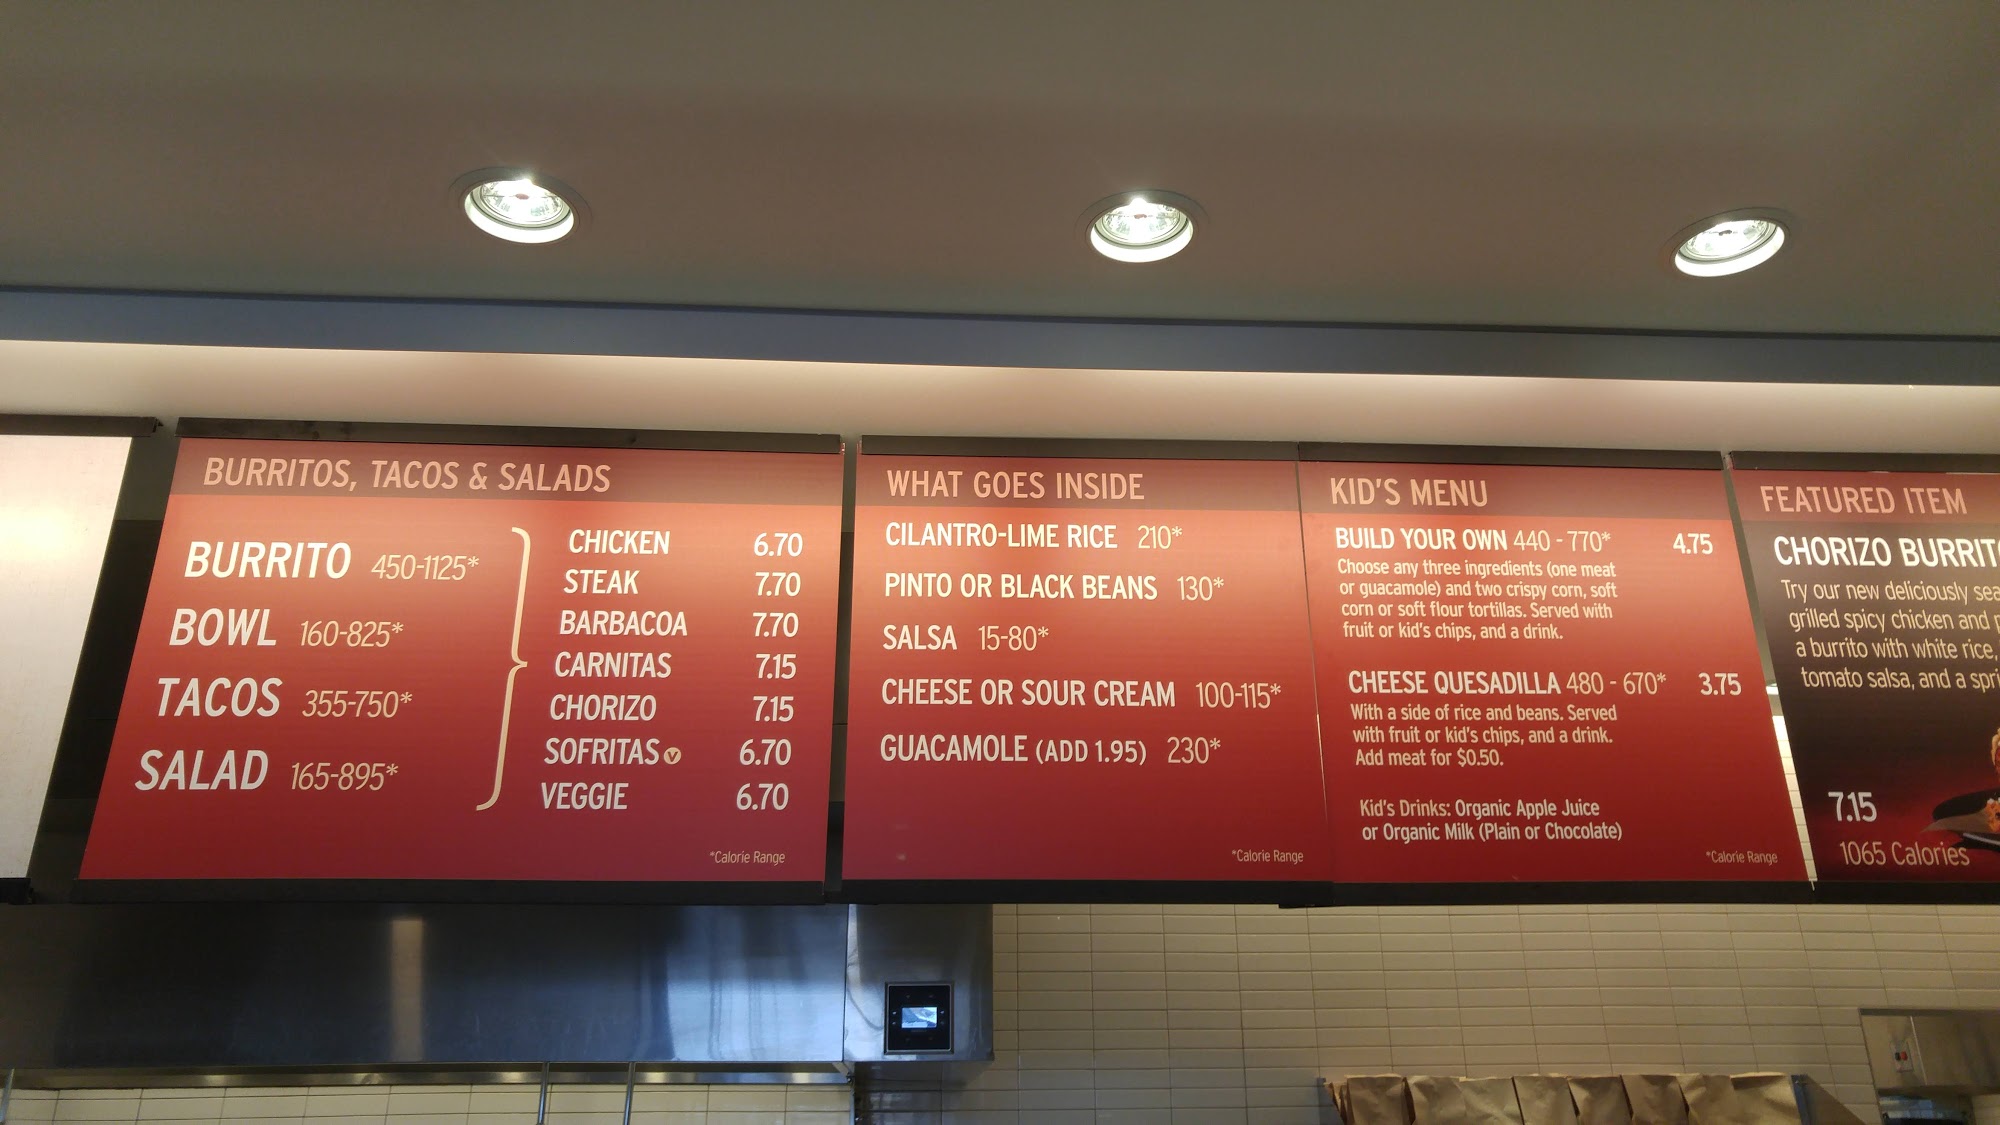 BURRITOS, TACOS & SALADS
BURRITO 450-1125*
BOWL 160-825*
TACOS 355-750*
SALAD 165-895*
CHICKEN 6.70
STEAK 7.70
BARBACOA 7.70
CARNITAS 7.15
CHORIZO 7.15
SOFRITAS V 6.70
VEGGIE 6.70
*Calorie Range
WHAT GOES INSIDE
CILANTRO-LIME RICE 210*
PINTO OR BLACK BEANS 130*
SALSA 15-80*
CHEESE OR SOUR CREAM 100-115*
GUACAMOLE (ADD 1.95) 230*
*Calorie Range
KID'S MENU
BUILD YOUR OWN 440 - 770* 4.75
Choose any three ingredients (one meat
or guacamole) and two crispy corn, soft
corn or soft flour tortillas. Served with
fruit or kid's chips, and a drink.
CHEESE QUESADILLA 480 - 670* 3.75
With a side of rice and beans. Served
with fruit or kid's chips, and a drink.
Add meat for $0.50.
Kid's Drinks: Organic Apple Juice
or Organic Milk (Plain or Chocolate)
*Calorie Range
FEATURED ITEM
CHORIZO
Try our new deliciously
grilled spicy chicken and
a burrito with white rice,
tomato salsa, and a
7.15
1065 Calories